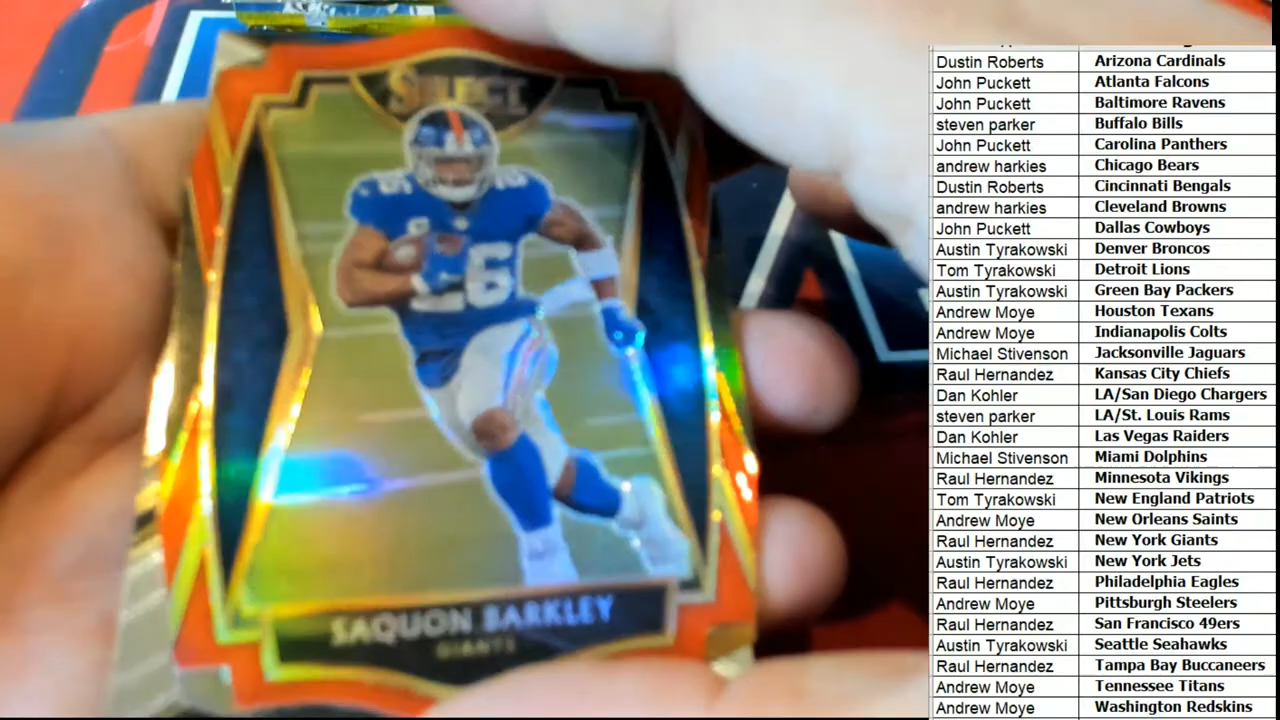 SELECT
26
26
SAQUON BARKLEY
GIANTS
Dustin Roberts Arizona Cardinals
John Puckett Atlanta Falcons
John Puckett Baltimore Ravens
steven parker Buffalo Bills
John Puckett Carolina Panthers
andrew harkies Chicago Bears
Dustin Roberts Cincinnati Bengals
andrew harkies Cleveland Browns
John Puckett Dallas Cowboys
Austin Tyrakowski Denver Broncos
Tom Tyrakowski Detroit Lions
Austin Tyrakowski Green Bay Packers
Andrew Moye Houston Texans
Andrew Moye Indianapolis Colts
Michael Stivenson Jacksonville Jaguars
Raul Hernandez Kansas City Chiefs
Dan Kohler LA/San Diego Chargers
steven parker LA/St. Louis Rams
Dan Kohler Las Vegas Raiders
Michael Stivenson Miami Dolphins
Raul Hernandez Minnesota Vikings
Tom Tyrakowski New England Patriots
Andrew Moye New Orleans Saints
Raul Hernandez New York Giants
Austin Tyrakowski New York Jets
Raul Hernandez Philadelphia Eagles
Andrew Moye Pittsburgh Steelers
Raul Hernandez San Francisco 49ers
Austin Tyrakowski Seattle Seahawks
Raul Hernandez Tampa Bay Buccaneers
Andrew Moye Tennessee Titans
Andrew Moye Washington Redskins